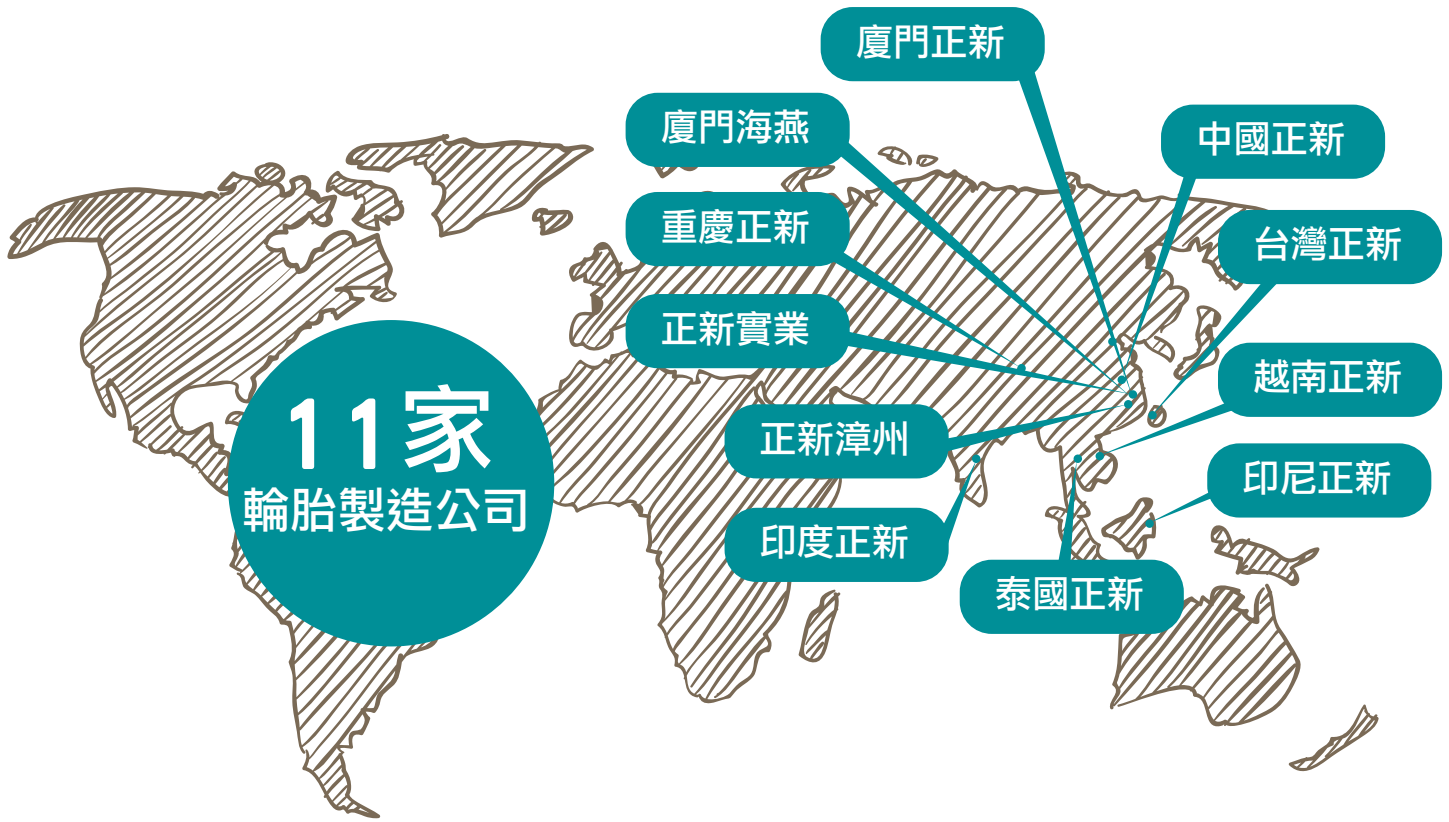 廈門正新
廈門海燕
中國正新
重慶正新
台灣正新
正新實業
越南正新
11家
輪胎製造公司
正新漳州
印尼正新
印度正新
泰國正新